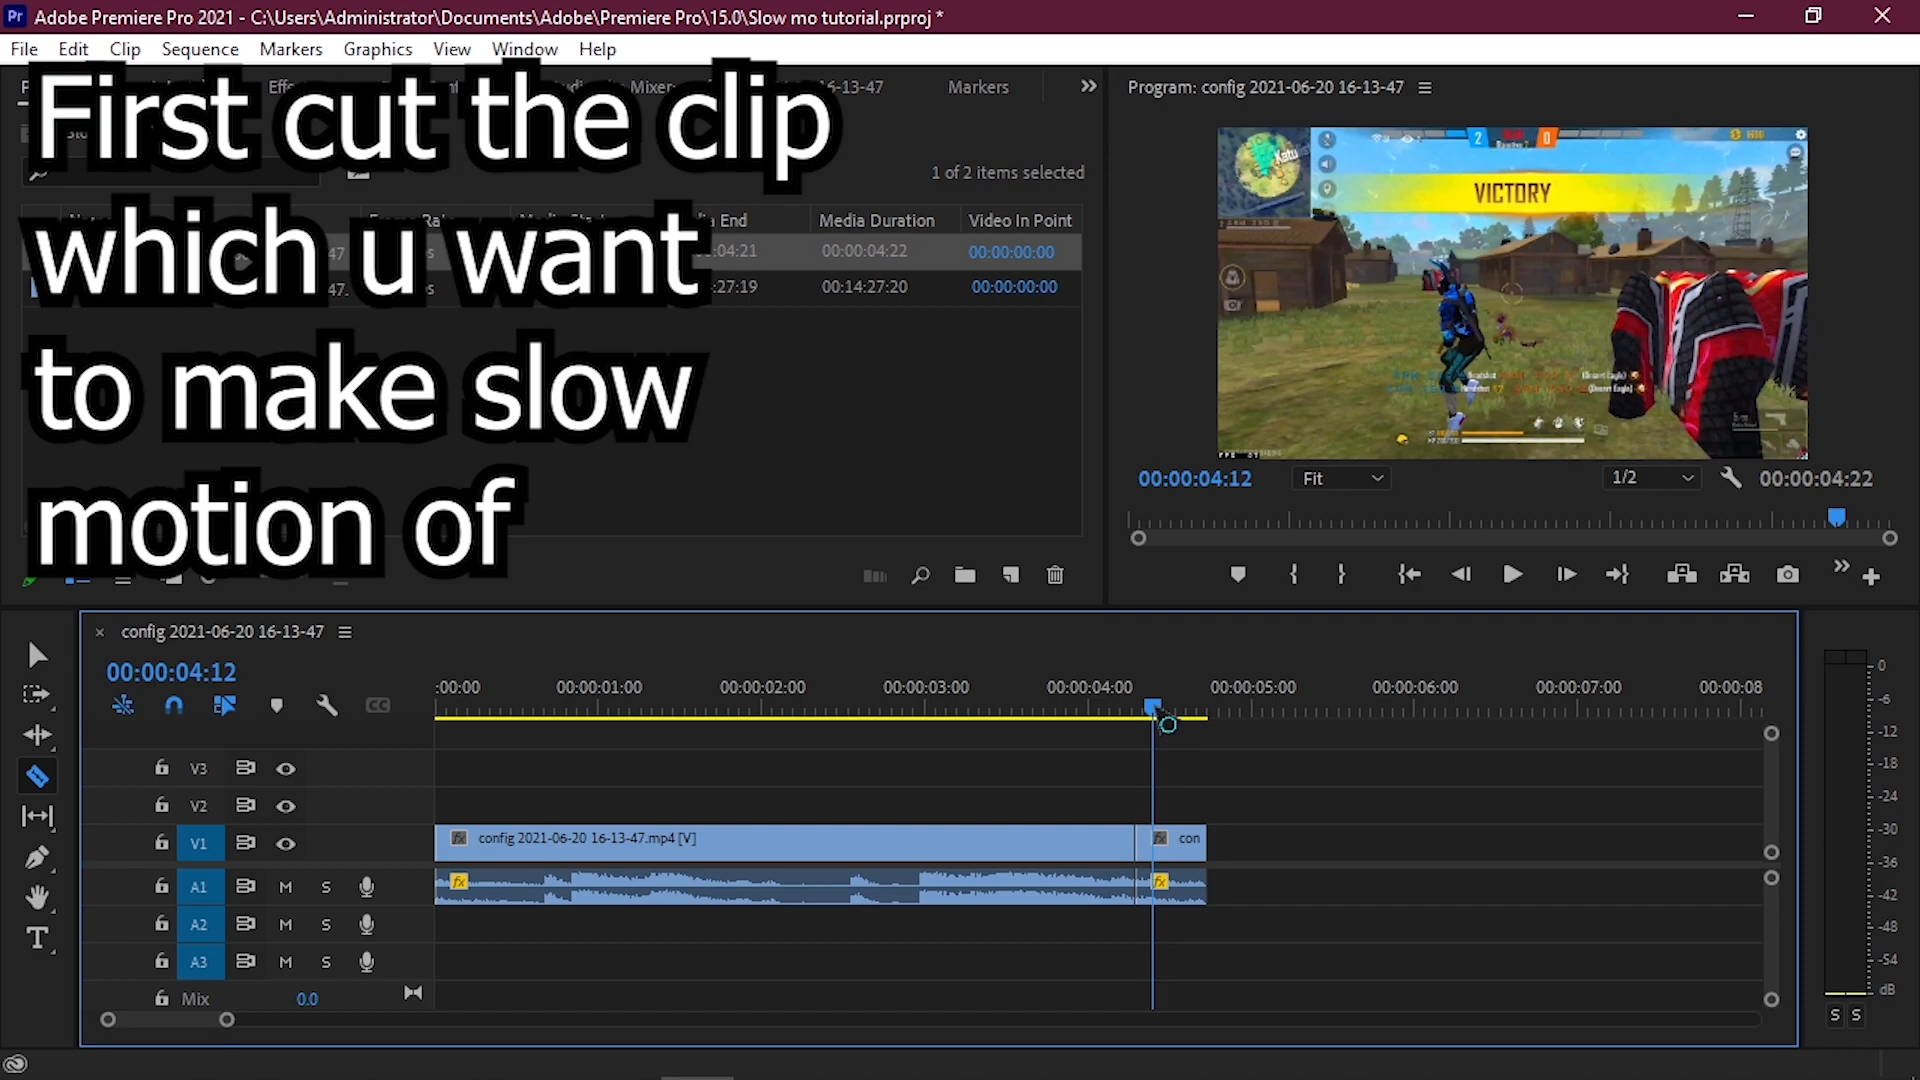 Adobe Premiere Pro 2021 - C:\Users\Administrator\Documents\Adobe\Premiere Pro\15.0\Slow mo tutorial.prproj *
File Edit Clip Sequence Markers Graphics View Window Help
16-13-47 Markers
Program: config 2021-06-20 16-13-47
First cut the clip
which u want
to make slow
motion of
1 of 2 items selected
End Media Duration Video In Point
04:21 00:00:04:22 00:00:00:00
:27:19 00:14:27:20 00:00:00:00
Katu
2 0
VICTORY
00:00:04:12 Fit 1/2 00:00:04:22
config 2021-06-20 16-13-47
00:00:04:12
:00:00 00:00:01:00 00:00:02:00 00:00:03:00 00:00:04:00 00:00:05:00 00:00:06:00 00:00:07:00 00:00:08
CC
V3
V2
V1 fx config 2021-06-20 16-13-47.mp4 [V] fx con
A1 M S fx fx
A2 M S
A3 M S
Mix 0.0
0
-6
-12
-18
-24
-30
-36
-42
-48
-54
dB
S S